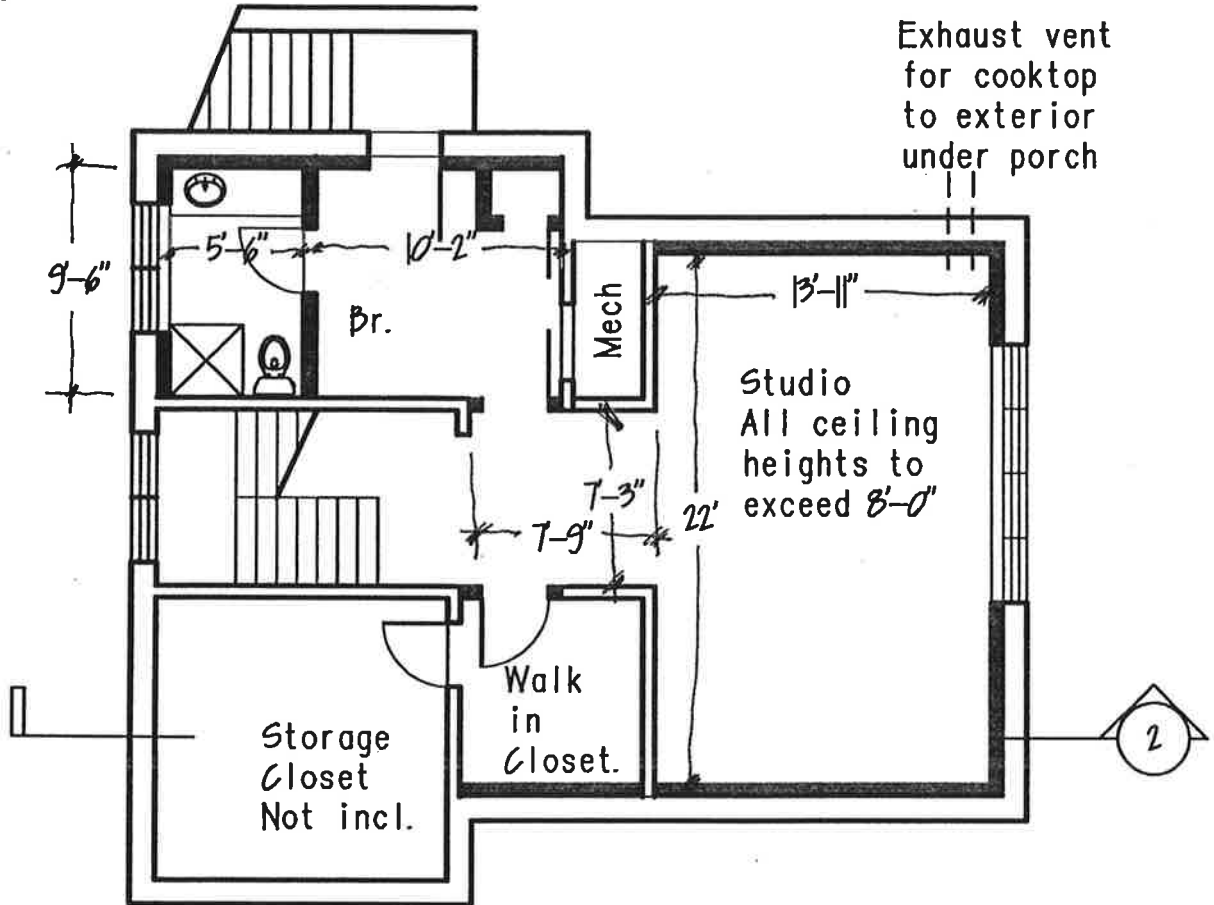 Exhaust vent
for cooktop
to exterior
under porch
9'-6"
5'-6"
10'-2"
13'-11"
Br.
Mech
Studio
All ceiling
heights to
exceed 8'-0"
7'-3"
7'-9"
22'
Walk
in
Closet.
Storage
Closet
Not incl.
2